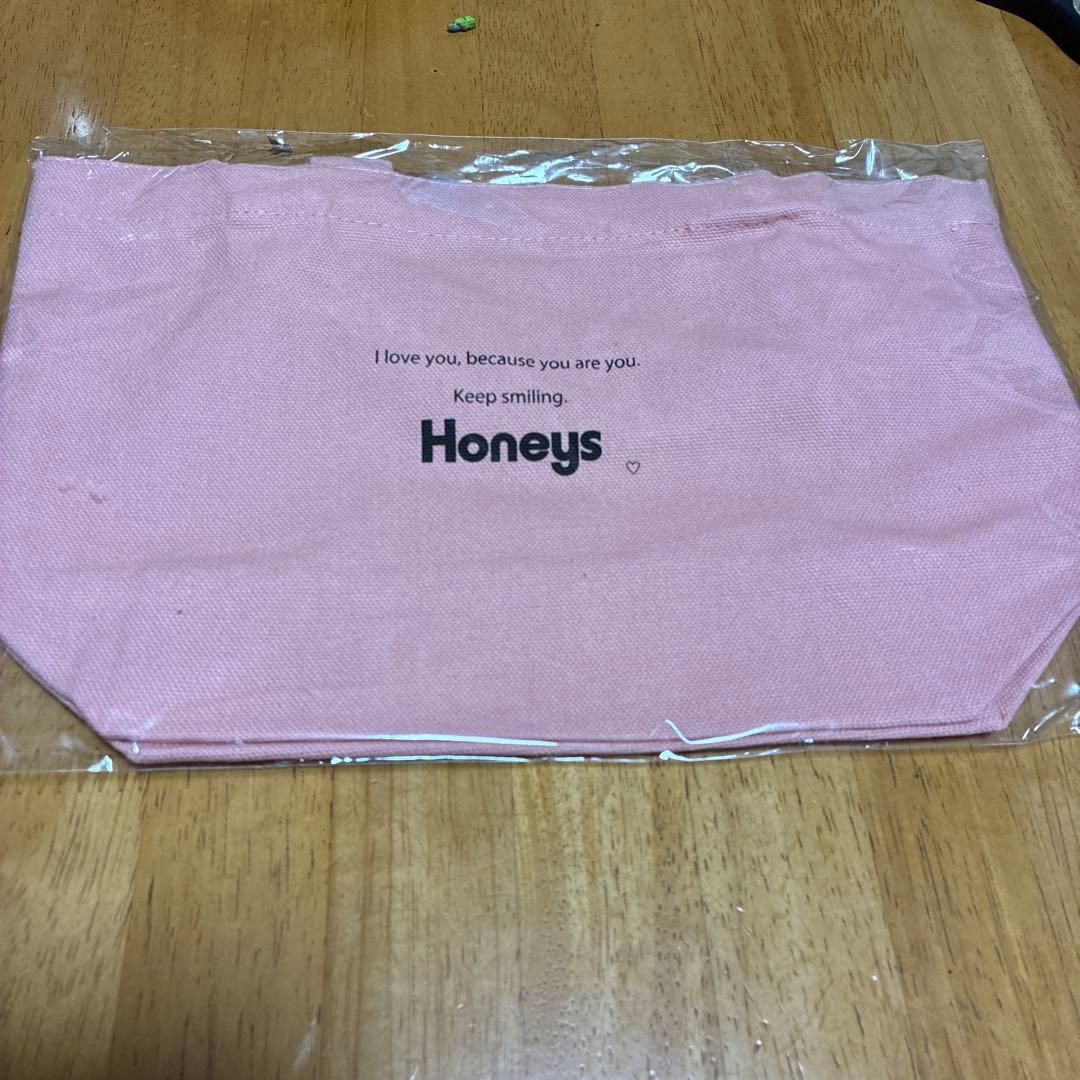 I love you, because you are you.
Keep smiling.
Honeys ♡